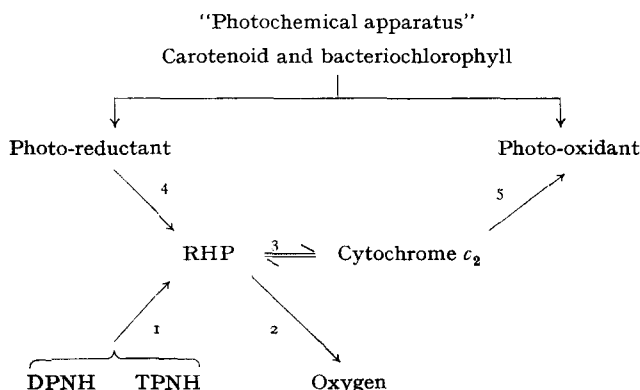 "Photochemical apparatus"
Carotenoid and bacteriochlorophyll
Photo-reductant Photo-oxidant
4 5
RHP 3 Cytochrome c₂
1 2
DPNH TPNH Oxygen